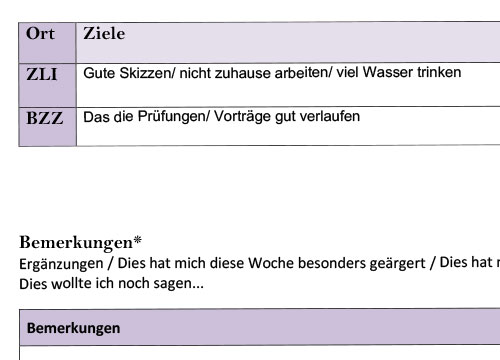 Ort Ziele
ZLI Gute Skizzen/ nicht zuhause arbeiten/ viel Wasser trinken
BZZ Das die Prüfungen/ Vorträge gut verlaufen
Bemerkungen*
Ergänzungen / Dies hat mich diese Woche besonders geärgert / Dies hat
Dies wollte ich noch sagen...
Bemerkungen